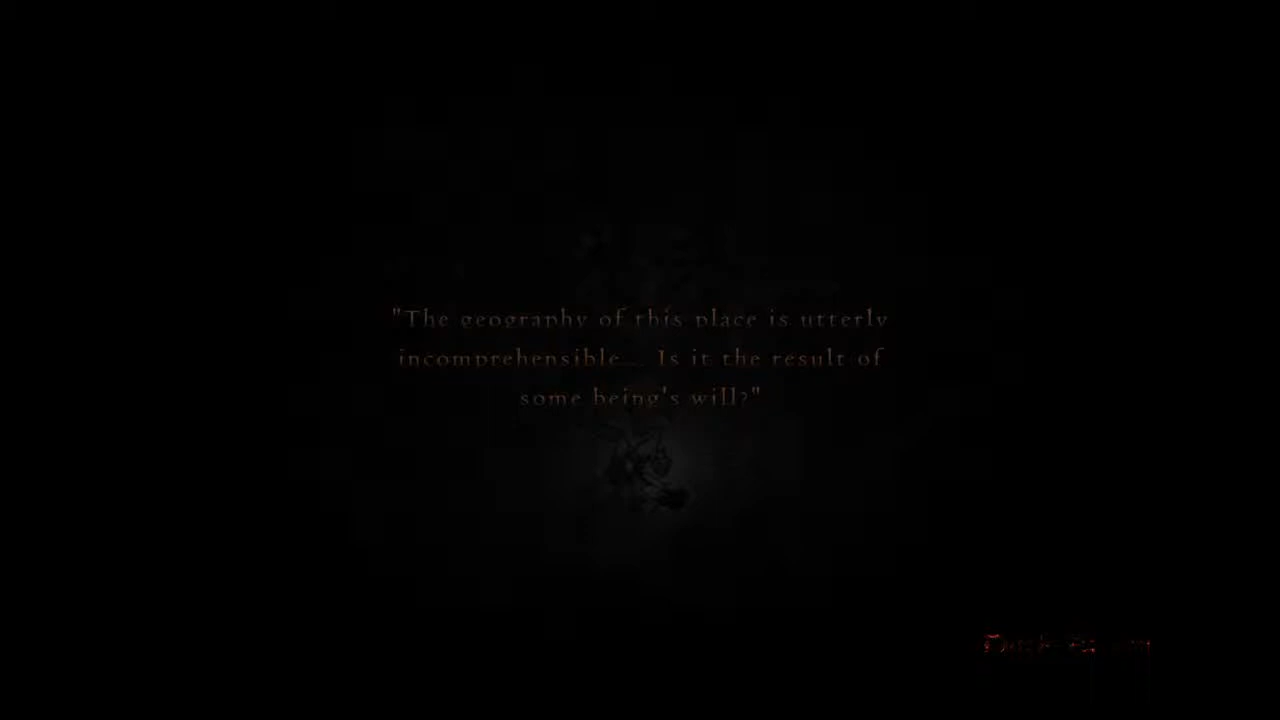 "The geography of this place is utterly
incomprehensible... Is it the result of
some being's will?"